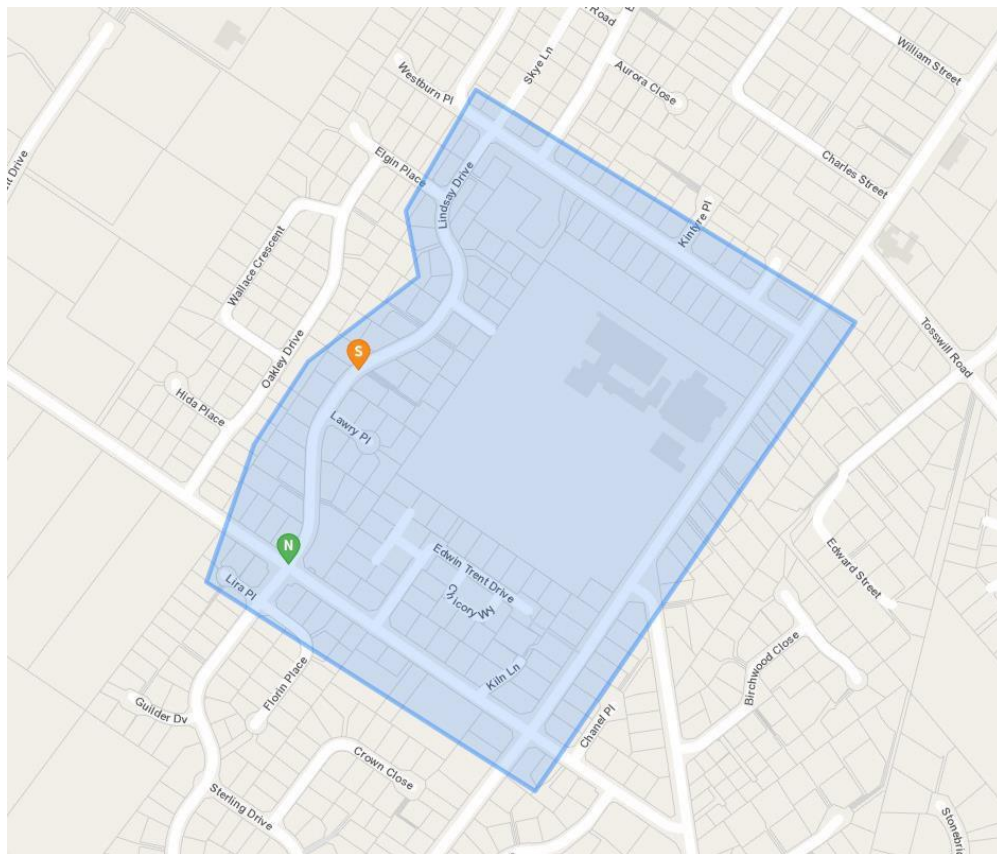 Road
William Street
Skye Ln
Westburn Pl
Aurora Close
Charles Street
Elgin Place
Lindsay Drive
Kintyre Pl
Wallace Crescent
Drive
Tosswill Road
S
Oakley Drive
Hida Place
Lawry Pl
N
Edwin Trent Drive
Edward Street
Lira Pl
Chicory Wy
Kiln Ln
Birchwood Close
Florin Place
Guilder Dv
Chanel Pl
Crown Close
Sterling Drive